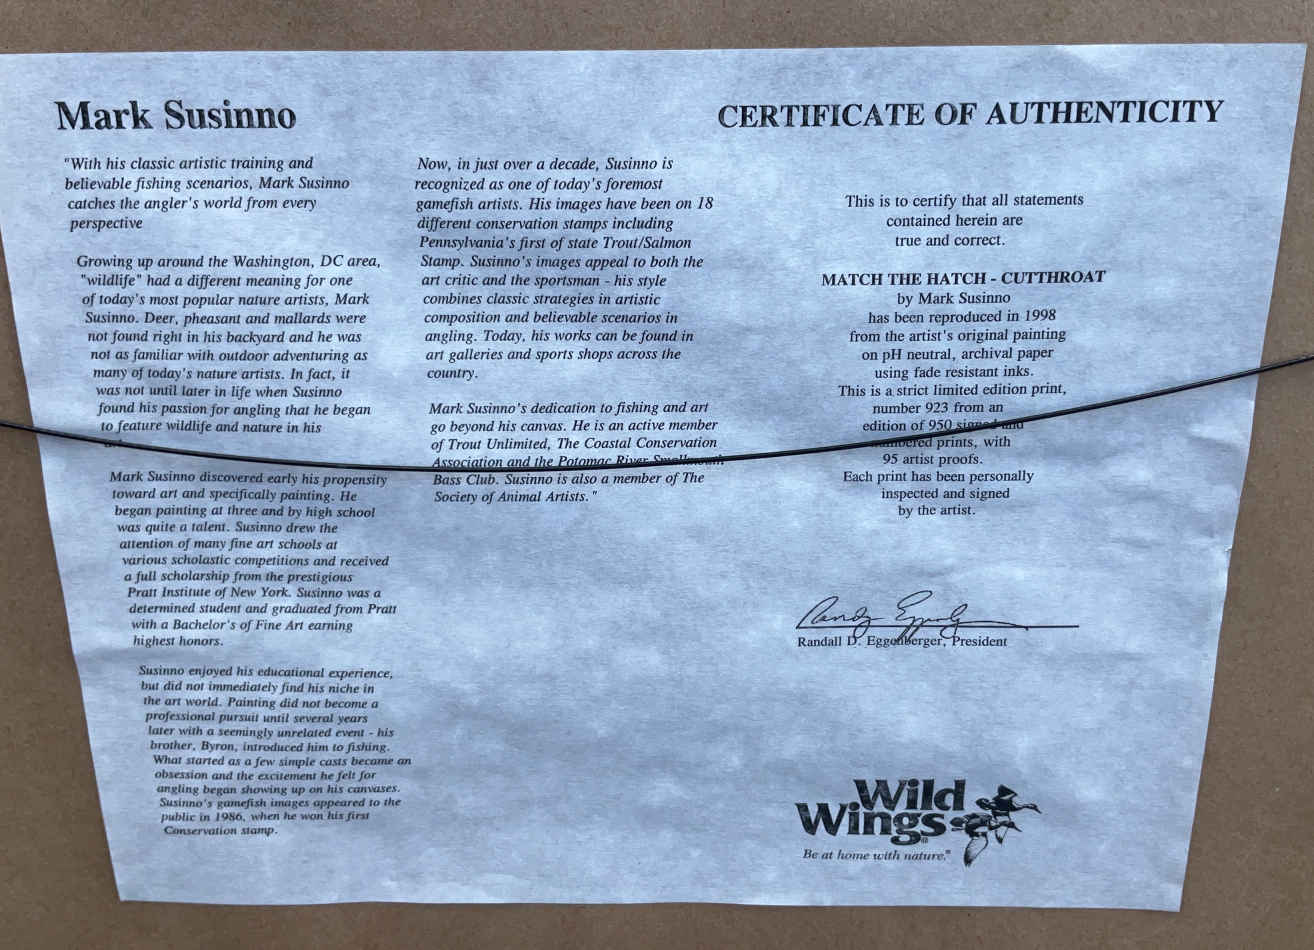 Mark Susinno
"With his classic artistic training and
believable fishing scenarios, Mark Susinno
catches the angler's world from every
perspective
Growing up around the Washington, DC area,
"wildlife" had a different meaning for one
of today's most popular nature artists, Mark
Susinno. Deer, pheasant and mallards were
not found right in his backyard and he was
not as familiar with outdoor adventuring as
many of today's nature artists. In fact, it
was not until later in life when Susinno
found his passion for angling that he began
to feature wildlife and nature in his
Mark Susinno discovered early his propensity
toward art and specifically painting. He
began painting at three and by high school
was quite a talent. Susinno drew the
attention of many fine art schools at
various scholastic competitions and received
a full scholarship from the prestigious
Pratt Institute of New York. Susinno was a
determined student and graduated from Pratt
with a Bachelor's of Fine Art earning
highest honors.
Susinno enjoyed his educational experience,
but did not immediately find his niche in
the art world. Painting did not become a
professional pursuit until several years
later with a seemingly unrelated event - his
brother, Byron, introduced him to fishing.
What started as a few simple casts became an
obsession and the excitement he felt for
angling began showing up on his canvases.
Susinno's gamefish images appeared to the
public in 1986, when he won his first
Conservation stamp.
Now, in just over a decade, Susinno is
recognized as one of today's foremost
gamefish artists. His images have been on 18
different conservation stamps including
Pennsylvania's first of state Trout/Salmon
Stamp. Susinno's images appeal to both the
art critic and the sportsman - his style
combines classic strategies in artistic
composition and believable scenarios in
angling. Today, his works can be found in
art galleries and sports shops across the
country.
Mark Susinno's dedication to fishing and art
go beyond his canvas. He is an active member
of Trout Unlimited, The Coastal Conservation
Association and the Potomac River Smallmouth
Bass Club. Susinno is also a member of The
Society of Animal Artists."
CERTIFICATE OF AUTHENTICITY
This is to certify that all statements
contained herein are
true and correct.
MATCH THE HATCH - CUTTHROAT
by Mark Susinno
has been reproduced in 1998
from the artist's original painting
on pH neutral, archival paper
using fade resistant inks.
This is a strict limited edition print,
number 923 from an
edition of 950 signed and
numbered prints, with
95 artist proofs.
Each print has been personally
inspected and signed
by the artist.
Randy Eggenberger
Randall D. Eggenberger, President
Wild
Wings®
Be at home with nature.®